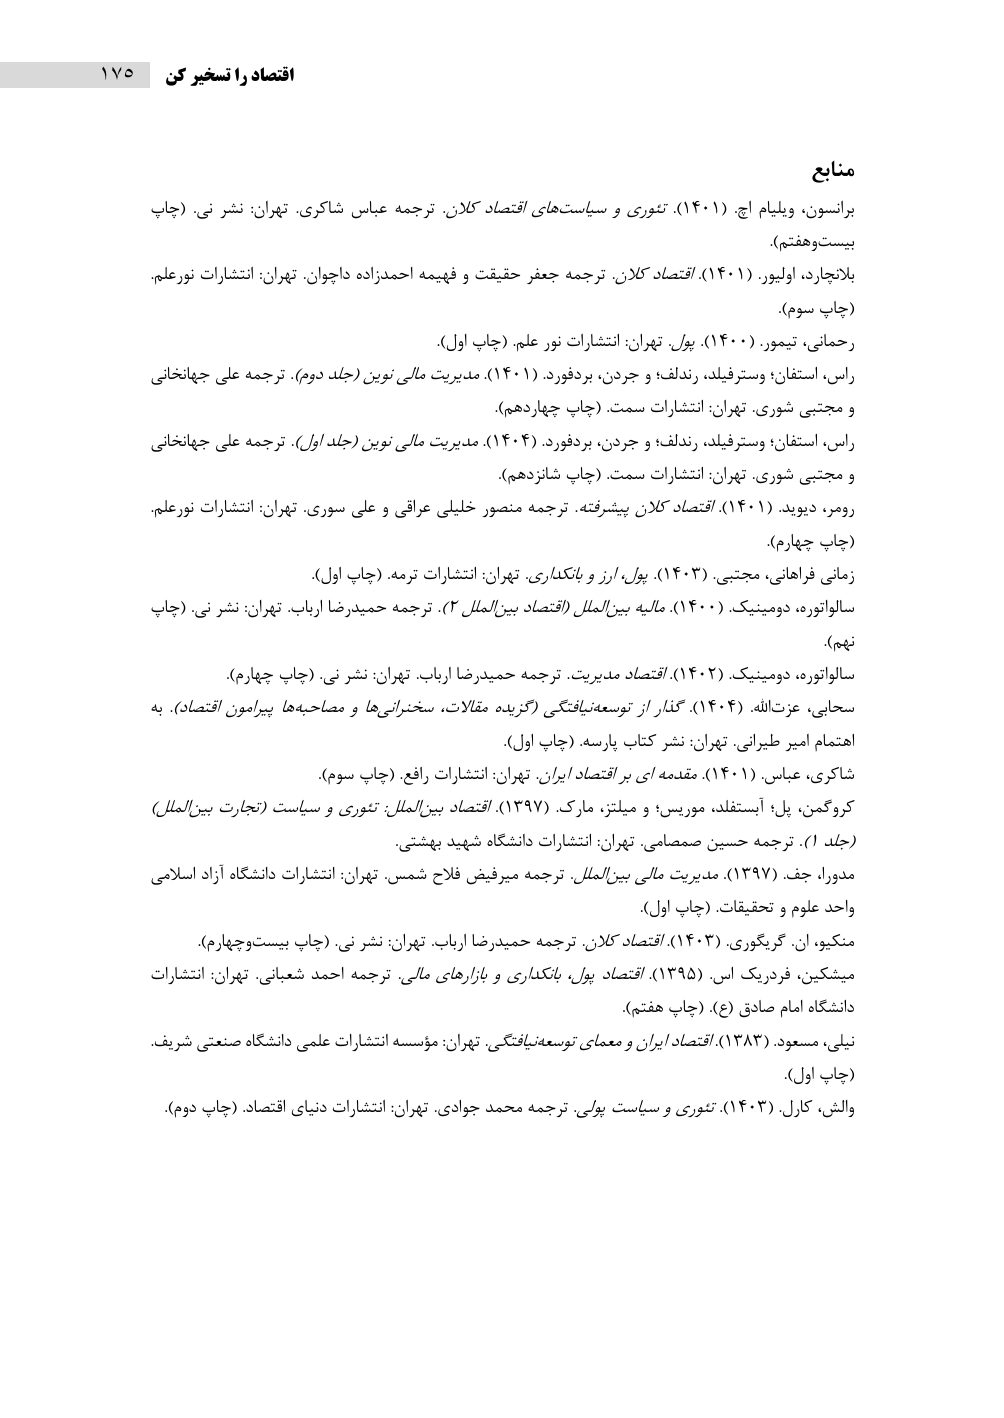 اقتصاد را تسخیر کن ۱۷۵
منابع
برانسون، ویلیام اچ. (۱۴۰۱). تئوری و سیاست‌های اقتصاد کلان. ترجمه عباس شاکری. تهران: نشر نی. (چاپ
بیست‌وهفتم).
بلانچارد، اولیور. (۱۴۰۱). اقتصاد کلان. ترجمه جعفر حقیقت و فهیمه احمدزاده داچوان. تهران: انتشارات نورعلم.
(چاپ سوم).
رحمانی، تیمور. (۱۴۰۰). پول. تهران: انتشارات نور علم. (چاپ اول).
راس، استفان؛ وسترفیلد، رندلف؛ و جردن، بردفورد. (۱۴۰۱). مدیریت مالی نوین (جلد دوم). ترجمه علی جهانخانی
و مجتبی شوری. تهران: انتشارات سمت. (چاپ چهاردهم).
راس، استفان؛ وسترفیلد، رندلف؛ و جردن، بردفورد. (۱۴۰۴). مدیریت مالی نوین (جلد اول). ترجمه علی جهانخانی
و مجتبی شوری. تهران: انتشارات سمت. (چاپ شانزدهم).
رومر، دیوید. (۱۴۰۱). اقتصاد کلان پیشرفته. ترجمه منصور خلیلی عراقی و علی سوری. تهران: انتشارات نورعلم.
(چاپ چهارم).
زمانی فراهانی، مجتبی. (۱۴۰۳). پول، ارز و بانکداری. تهران: انتشارات ترمه. (چاپ اول).
سالواتوره، دومینیک. (۱۴۰۰). مالیه بین‌الملل (اقتصاد بین‌الملل ۲). ترجمه حمیدرضا ارباب. تهران: نشر نی. (چاپ
نهم).
سالواتوره، دومینیک. (۱۴۰۲). اقتصاد مدیریت. ترجمه حمیدرضا ارباب. تهران: نشر نی. (چاپ چهارم).
سحابی، عزت‌الله. (۱۴۰۴). گذار از توسعه‌نیافتگی (گزیده مقالات، سخنرانی‌ها و مصاحبه‌ها پیرامون اقتصاد). به
اهتمام امیر طیرانی. تهران: نشر کتاب پارسه. (چاپ اول).
شاکری، عباس. (۱۴۰۱). مقدمه ای بر اقتصاد ایران. تهران: انتشارات رافع. (چاپ سوم).
کروگمن، پل؛ آبستفلد، موریس؛ و میلتز، مارک. (۱۳۹۷). اقتصاد بین‌الملل: تئوری و سیاست (تجارت بین‌الملل)
(جلد ۱). ترجمه حسین صمصامی. تهران: انتشارات دانشگاه شهید بهشتی.
مدورا، جف. (۱۳۹۷). مدیریت مالی بین‌الملل. ترجمه میرفیض فلاح شمس. تهران: انتشارات دانشگاه آزاد اسلامی
واحد علوم و تحقیقات. (چاپ اول).
منکیو، ان. گریگوری. (۱۴۰۳). اقتصاد کلان. ترجمه حمیدرضا ارباب. تهران: نشر نی. (چاپ بیست‌وچهارم).
میشکین، فردریک اس. (۱۳۹۵). اقتصاد پول، بانکداری و بازارهای مالی. ترجمه احمد شعبانی. تهران: انتشارات
دانشگاه امام صادق (ع). (چاپ هفتم).
نیلی، مسعود. (۱۳۸۳). اقتصاد ایران و معمای توسعه‌نیافتگی. تهران: مؤسسه انتشارات علمی دانشگاه صنعتی شریف.
(چاپ اول).
والش، کارل. (۱۴۰۳). تئوری و سیاست پولی. ترجمه محمد جوادی. تهران: انتشارات دنیای اقتصاد. (چاپ دوم).